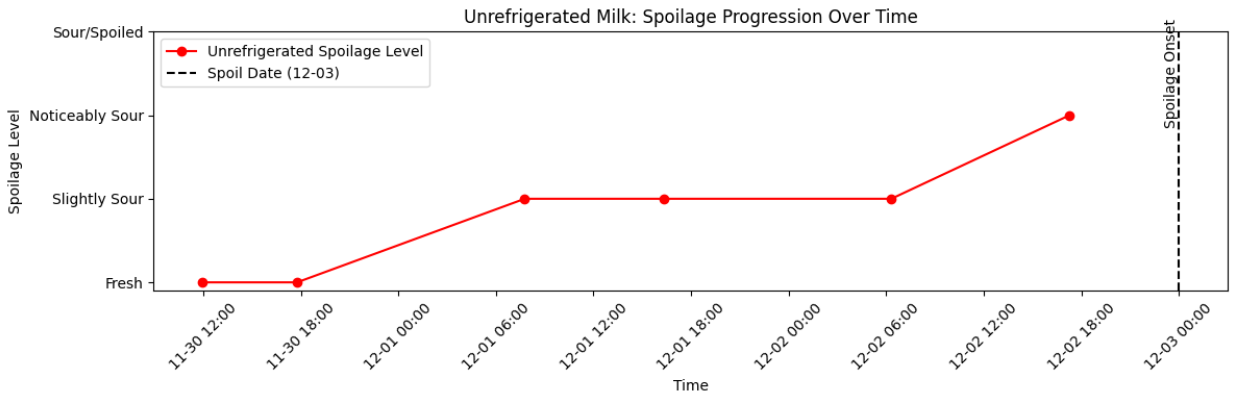 Unrefrigerated Milk: Spoilage Progression Over Time
Sour/Spoiled
Noticeably Sour
Slightly Sour
Fresh
Spoilage Level
Unrefrigerated Spoilage Level
Spoil Date (12-03)
Spoilage Onset
11-30 12:00
11-30 18:00
12-01 00:00
12-01 06:00
12-01 12:00
12-01 18:00
12-02 00:00
12-02 06:00
12-02 12:00
12-02 18:00
12-03 00:00
Time